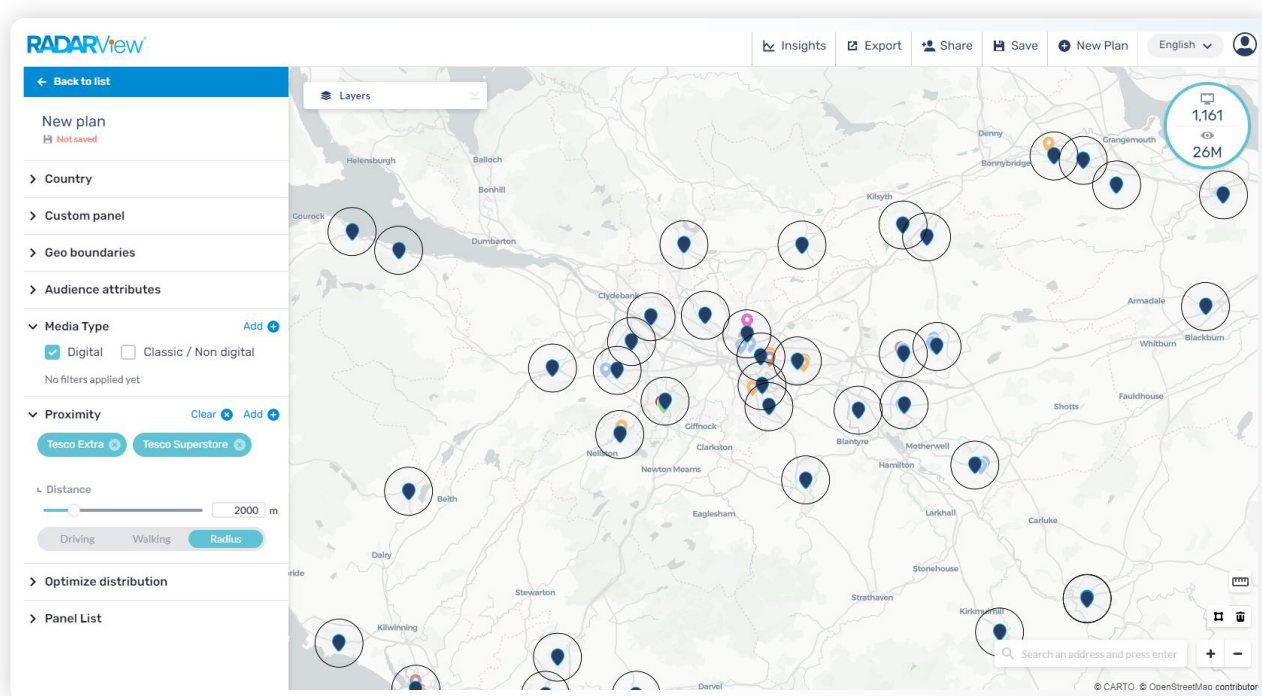 RADARView
Insights
Export
Share
Save
New Plan
English
← Back to list
New plan
Not saved
Country
Custom panel
Geo boundaries
Audience attributes
Media Type
Add
Digital
Classic / Non digital
No filters applied yet
Proximity
Clear
Add
Tesco Extra
Tesco Superstore
Distance
2000 m
Driving
Walking
Radius
Optimize distribution
Panel List
Layers
1,161
26M
Helensburgh
Balloch
Denny
Grangemouth
Bonnybridge
Bonhill
Kilsyth
Gourock
Dumbarton
Clydebank
Armadale
Whitburn
Blackburn
Fauldhouse
Shotts
Giffnock
Blantyre
Clarkston
Motherwell
Neilston
Hamilton
Newton Mearns
Beith
Larkhall
Eaglesham
Carluke
Dalry
ride
Stonehouse
Stewarton
Strathaven
Kirkmuirhill
Kilwinning
Darvel
Search an address and press enter
+
−
© CARTO, © OpenStreetMap contributor